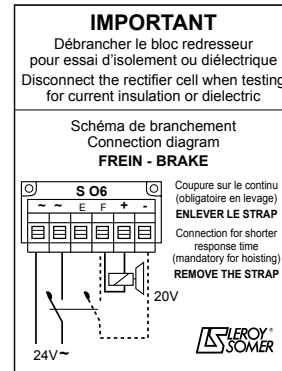 IMPORTANT
Débrancher le bloc redresseur
pour essai d'isolement ou diélectrique
Disconnect the rectifier cell when testing
for current insulation or dielectric
Schéma de branchement
Connection diagram
FREIN - BRAKE
S O6
~ ~ E F + -
Coupure sur le continu
(obligatoire en levage)
ENLEVER LE STRAP
Connection for shorter
response time
(mandatory for hoisting)
REMOVE THE STRAP
20V
24V~
LEROY®
SOMER